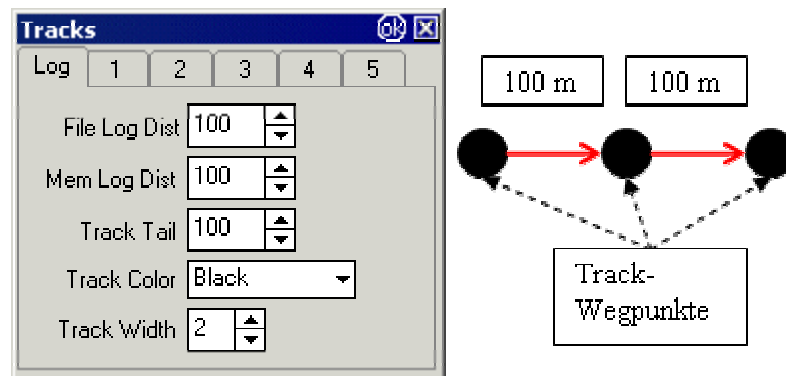 Tracks ok
Log 1 2 3 4 5
File Log Dist 100
Mem Log Dist 100
Track Tail 100
Track Color Black
Track Width 2
100 m 100 m
Track-
Wegpunkte